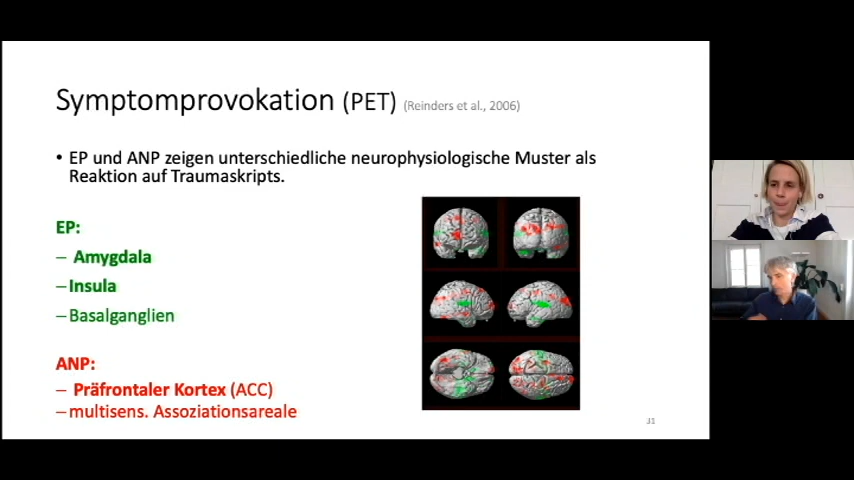 Symptomprovokation (PET) (Reinders et al., 2006)
• EP und ANP zeigen unterschiedliche neurophysiologische Muster als
Reaktion auf Traumaskripts.
EP:
– Amygdala
– Insula
– Basalganglien
ANP:
– Präfrontaler Kortex (ACC)
– multisens. Assoziationsareale
31